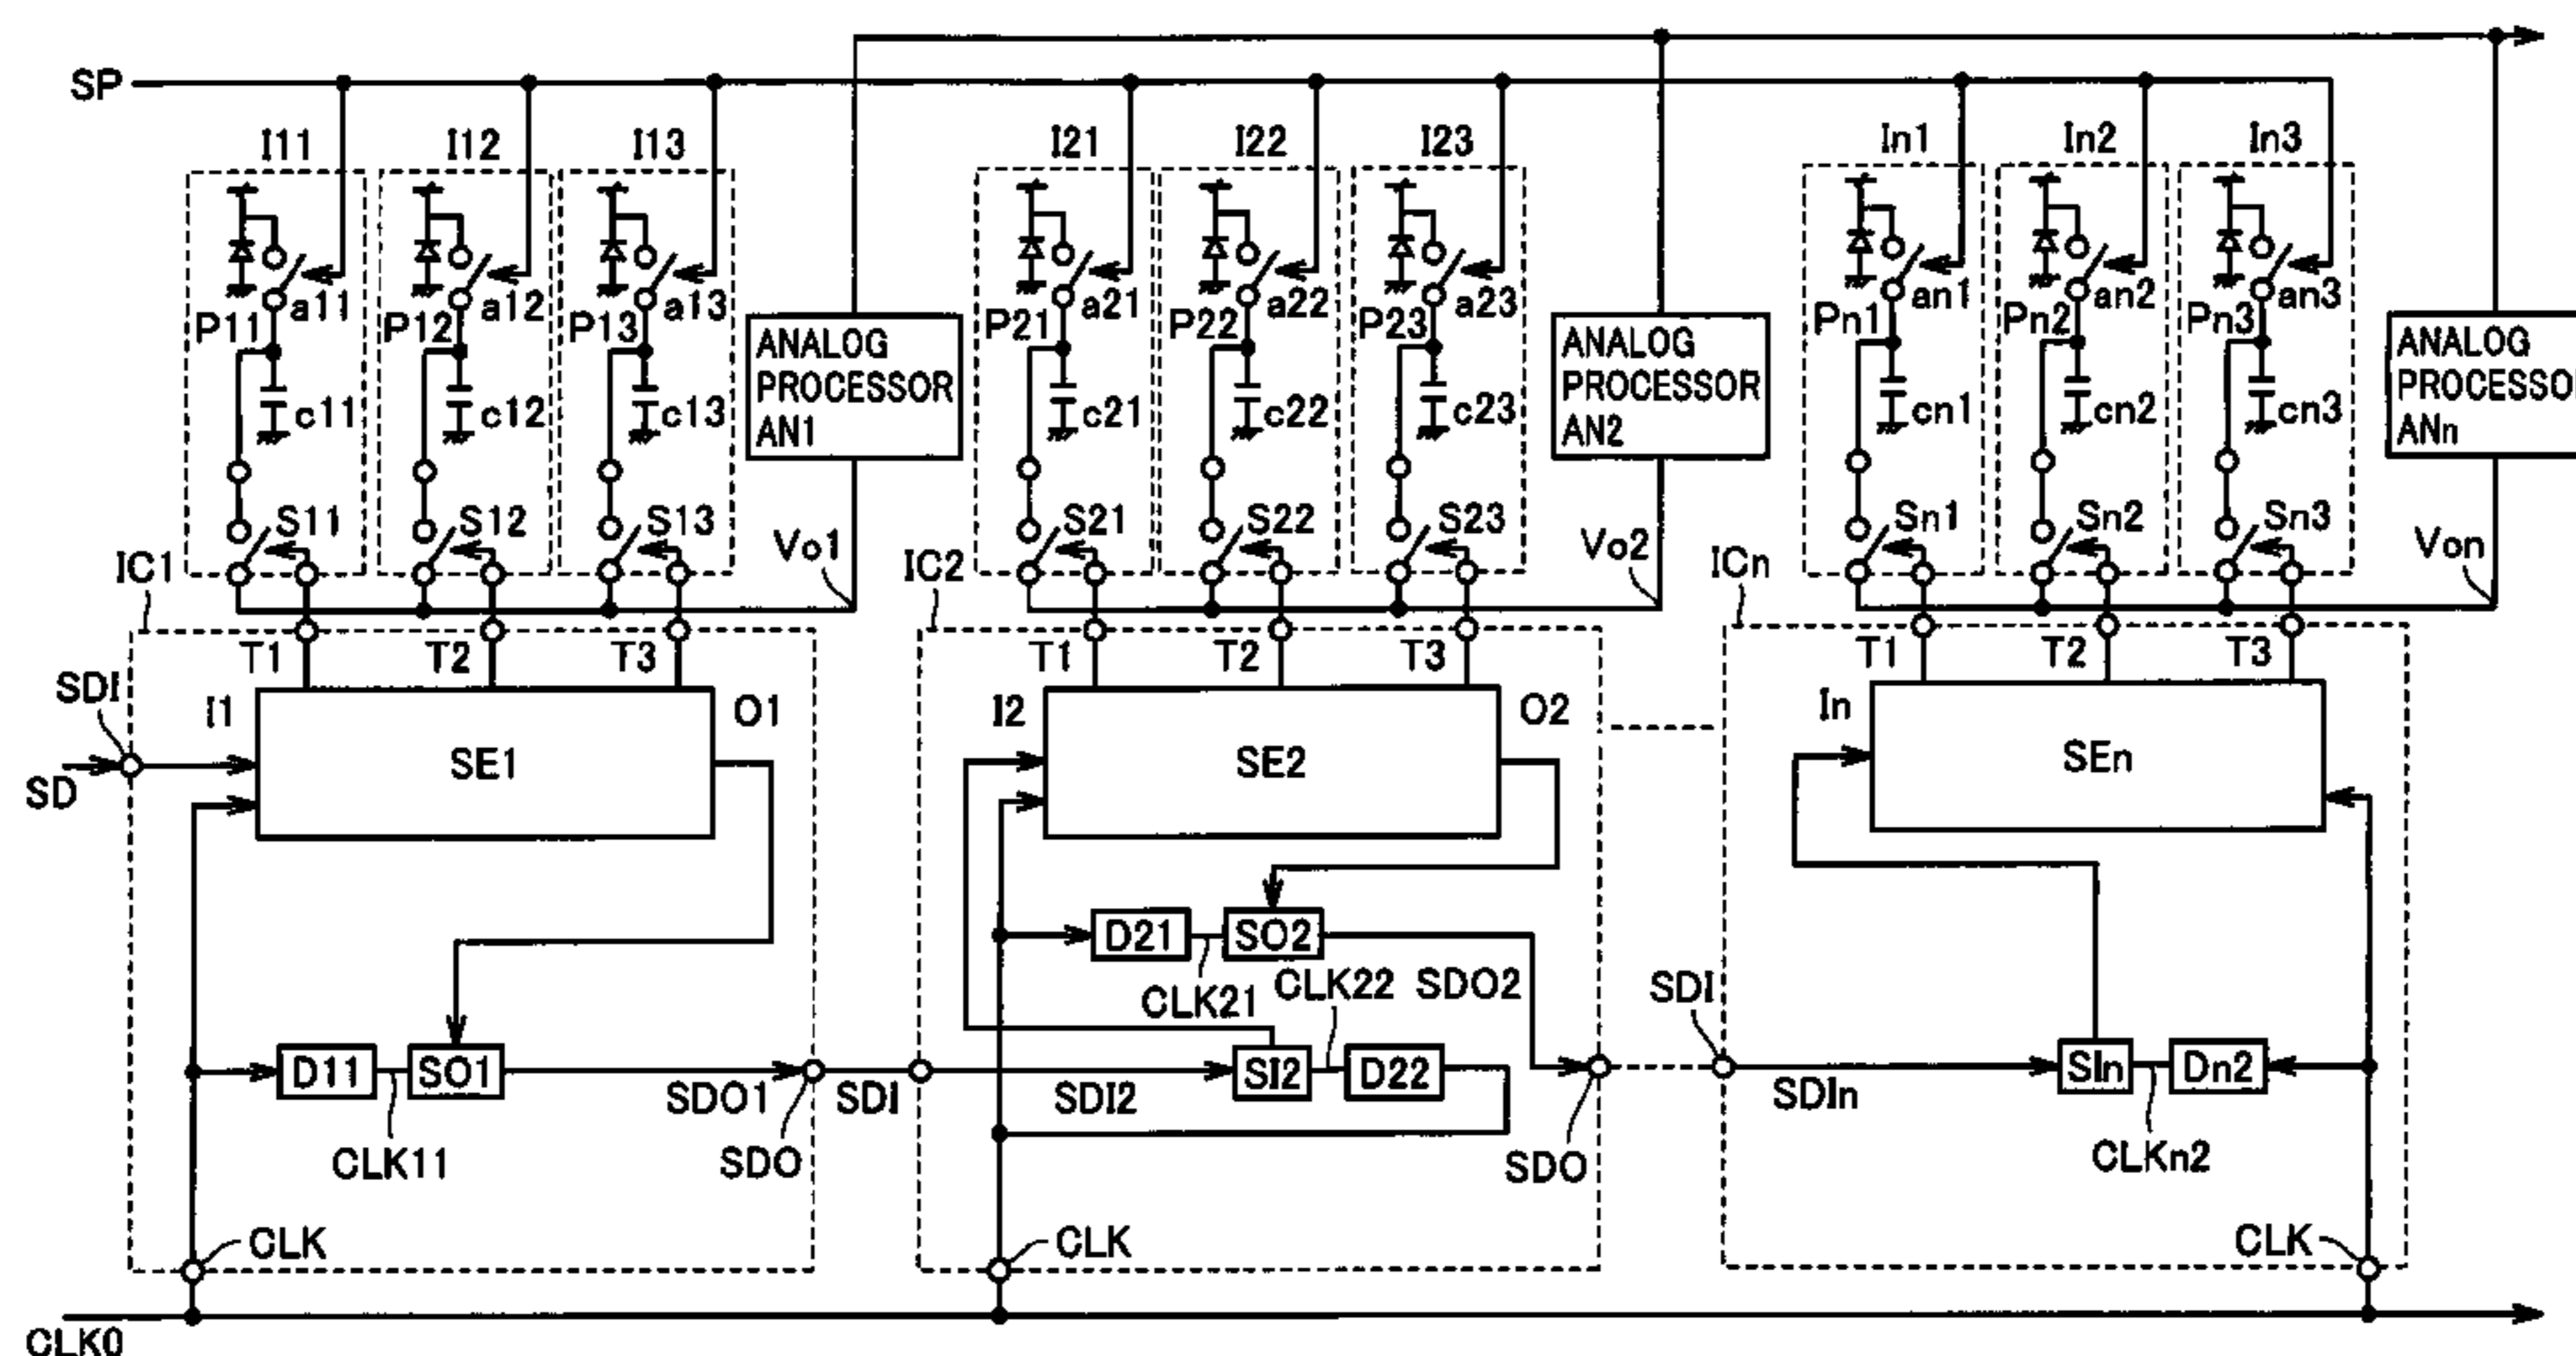 SP
I11 I12 I13 I21 I22 I23 In1 In2 In3
a11 a12 a13 a21 a22 a23 an1 an2 an3
P11 P12 P13 P21 P22 P23 Pn1 Pn2 Pn3
ANALOG PROCESSOR AN1
ANALOG PROCESSOR AN2
ANALOG PROCESSOR ANn
c11 c12 c13 c21 c22 c23 cn1 cn2 cn3
S11 S12 S13 S21 S22 S23 Sn1 Sn2 Sn3
Vo1 Vo2 Von
IC1 IC2 ICn
T1 T2 T3 T1 T2 T3 T1 T2 T3
SDI
I1 O1 I2 O2 In
SE1 SE2 SEn
SD
D21 SO2
CLK21 CLK22 SDO2 SDI
D11 SO1 SI2 D22 SIn Dn2
SDO1 SDI SDI2 SDIn
CLK11 SDO SDO CLKn2
CLK CLK CLK
CLK0